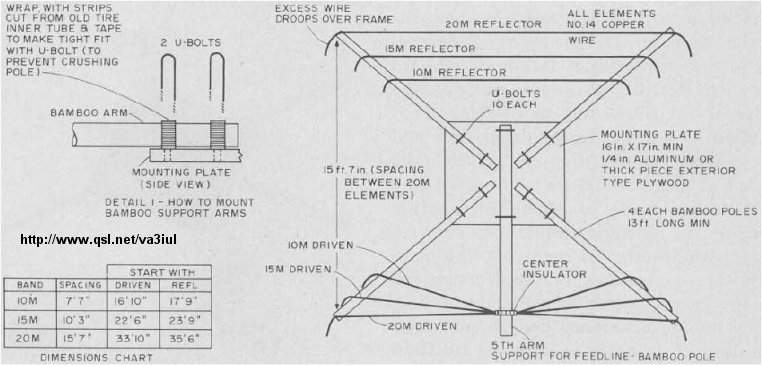 WRAP, WITH STRIPS
CUT FROM OLD TIRE
INNER TUBE & TAPE
TO MAKE TIGHT FIT
WITH U-BOLT (TO
PREVENT CRUSHING
POLE)
2 U-BOLTS
BAMBOO ARM
MOUNTING PLATE
(SIDE VIEW)
DETAIL 1 - HOW TO MOUNT
BAMBOO SUPPORT ARMS
http://www.qsl.net/va3iul
START WITH
BAND SPACING DRIVEN REFL
10M 7'7" 16'10" 17'9"
15M 10'3" 22'6" 23'9"
20M 15'7" 33'10" 35'6"
DIMENSIONS CHART
EXCESS WIRE
DROOPS OVER FRAME
20M REFLECTOR
15M REFLECTOR
10M REFLECTOR
ALL ELEMENTS
NO. 14 COPPER
WIRE
U-BOLTS
10 EACH
MOUNTING PLATE
16 in. X 17 in. MIN
1/4 in. ALUMINUM OR
THICK PIECE EXTERIOR
TYPE PLYWOOD
15 ft. 7 in. (SPACING
BETWEEN 20M
ELEMENTS)
4 EACH BAMBOO POLES
13 ft LONG MIN
10M DRIVEN
15M DRIVEN
20M DRIVEN
CENTER
INSULATOR
5TH ARM
SUPPORT FOR FEEDLINE - BAMBOO POLE